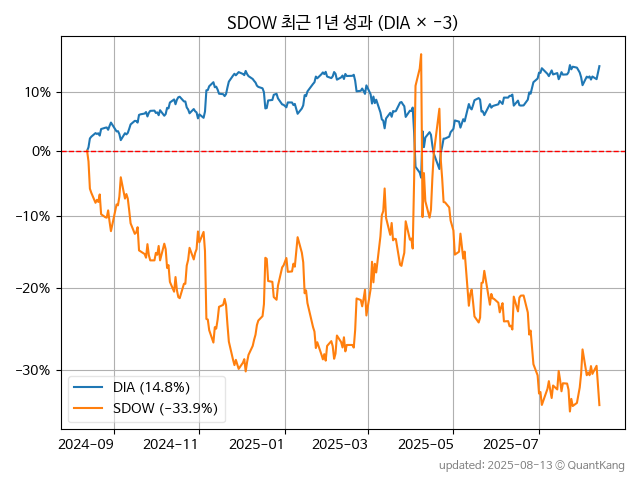 SDOW 최근 1년 성과 (DIA × −3)
10%
0%
−10%
−20%
−30%
DIA (14.8%)
SDOW (−33.9%)
2024-09 2024-11 2025-01 2025-03 2025-05 2025-07
updated: 2025-08-13 © QuantKang